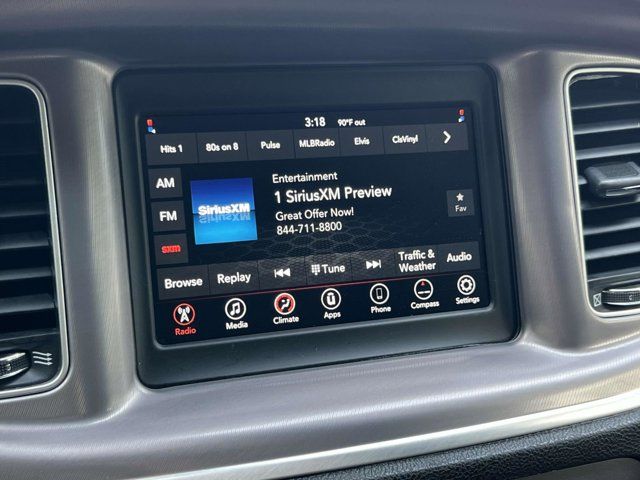 3:18 90°F out
Hits 1 80s on 8 Pulse MLBRadio Elvis ClsVinyl
AM
FM
sxm
SiriusXM
Entertainment
1 SiriusXM Preview
Great Offer Now!
844-711-8800
Fav
Browse Replay Tune Traffic & Weather Audio
Radio Media Climate Apps Phone Compass Settings